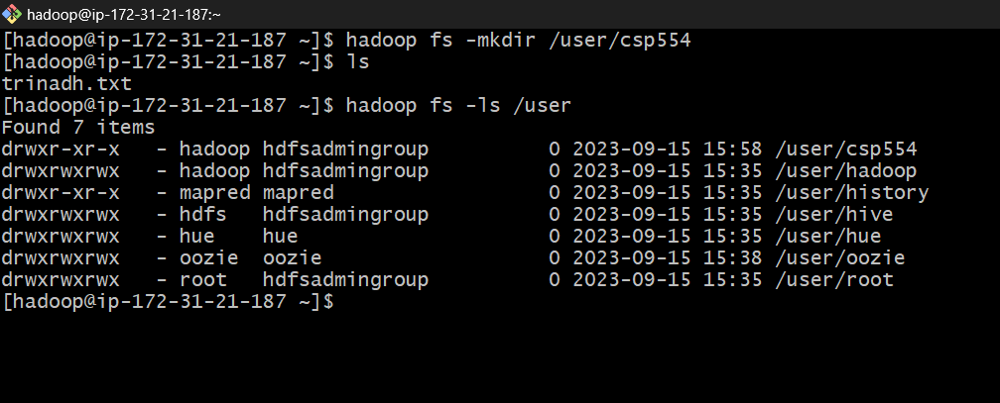 hadoop@ip-172-31-21-187:~
[hadoop@ip-172-31-21-187 ~]$ hadoop fs -mkdir /user/csp554
[hadoop@ip-172-31-21-187 ~]$ ls
trinadh.txt
[hadoop@ip-172-31-21-187 ~]$ hadoop fs -ls /user
Found 7 items
drwxr-xr-x   - hadoop hdfsadmingroup          0 2023-09-15 15:58 /user/csp554
drwxrwxrwx   - hadoop hdfsadmingroup          0 2023-09-15 15:35 /user/hadoop
drwxr-xr-x   - mapred mapred                  0 2023-09-15 15:35 /user/history
drwxrwxrwx   - hdfs   hdfsadmingroup          0 2023-09-15 15:35 /user/hive
drwxrwxrwx   - hue    hue                     0 2023-09-15 15:35 /user/hue
drwxrwxrwx   - oozie  oozie                   0 2023-09-15 15:38 /user/oozie
drwxrwxrwx   - root   hdfsadmingroup          0 2023-09-15 15:35 /user/root
[hadoop@ip-172-31-21-187 ~]$